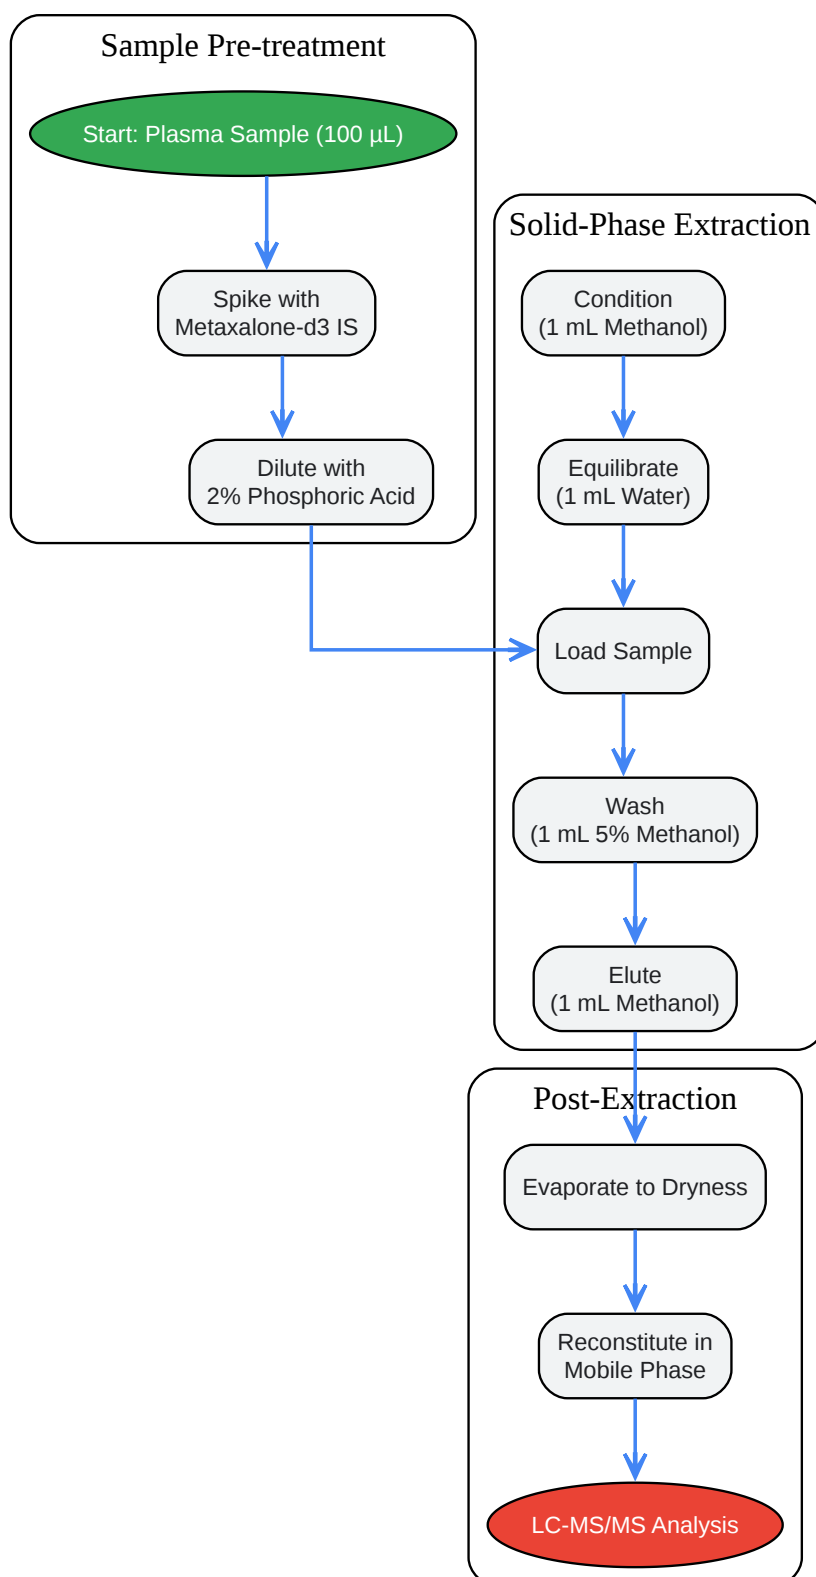 Sample Pre-treatment
Start: Plasma Sample (100 µL)
Spike with
Metaxalone-d3 IS
Dilute with
2% Phosphoric Acid
Solid-Phase Extraction
Condition
(1 mL Methanol)
Equilibrate
(1 mL Water)
Load Sample
Wash
(1 mL 5% Methanol)
Elute
(1 mL Methanol)
Post-Extraction
Evaporate to Dryness
Reconstitute in
Mobile Phase
LC-MS/MS Analysis